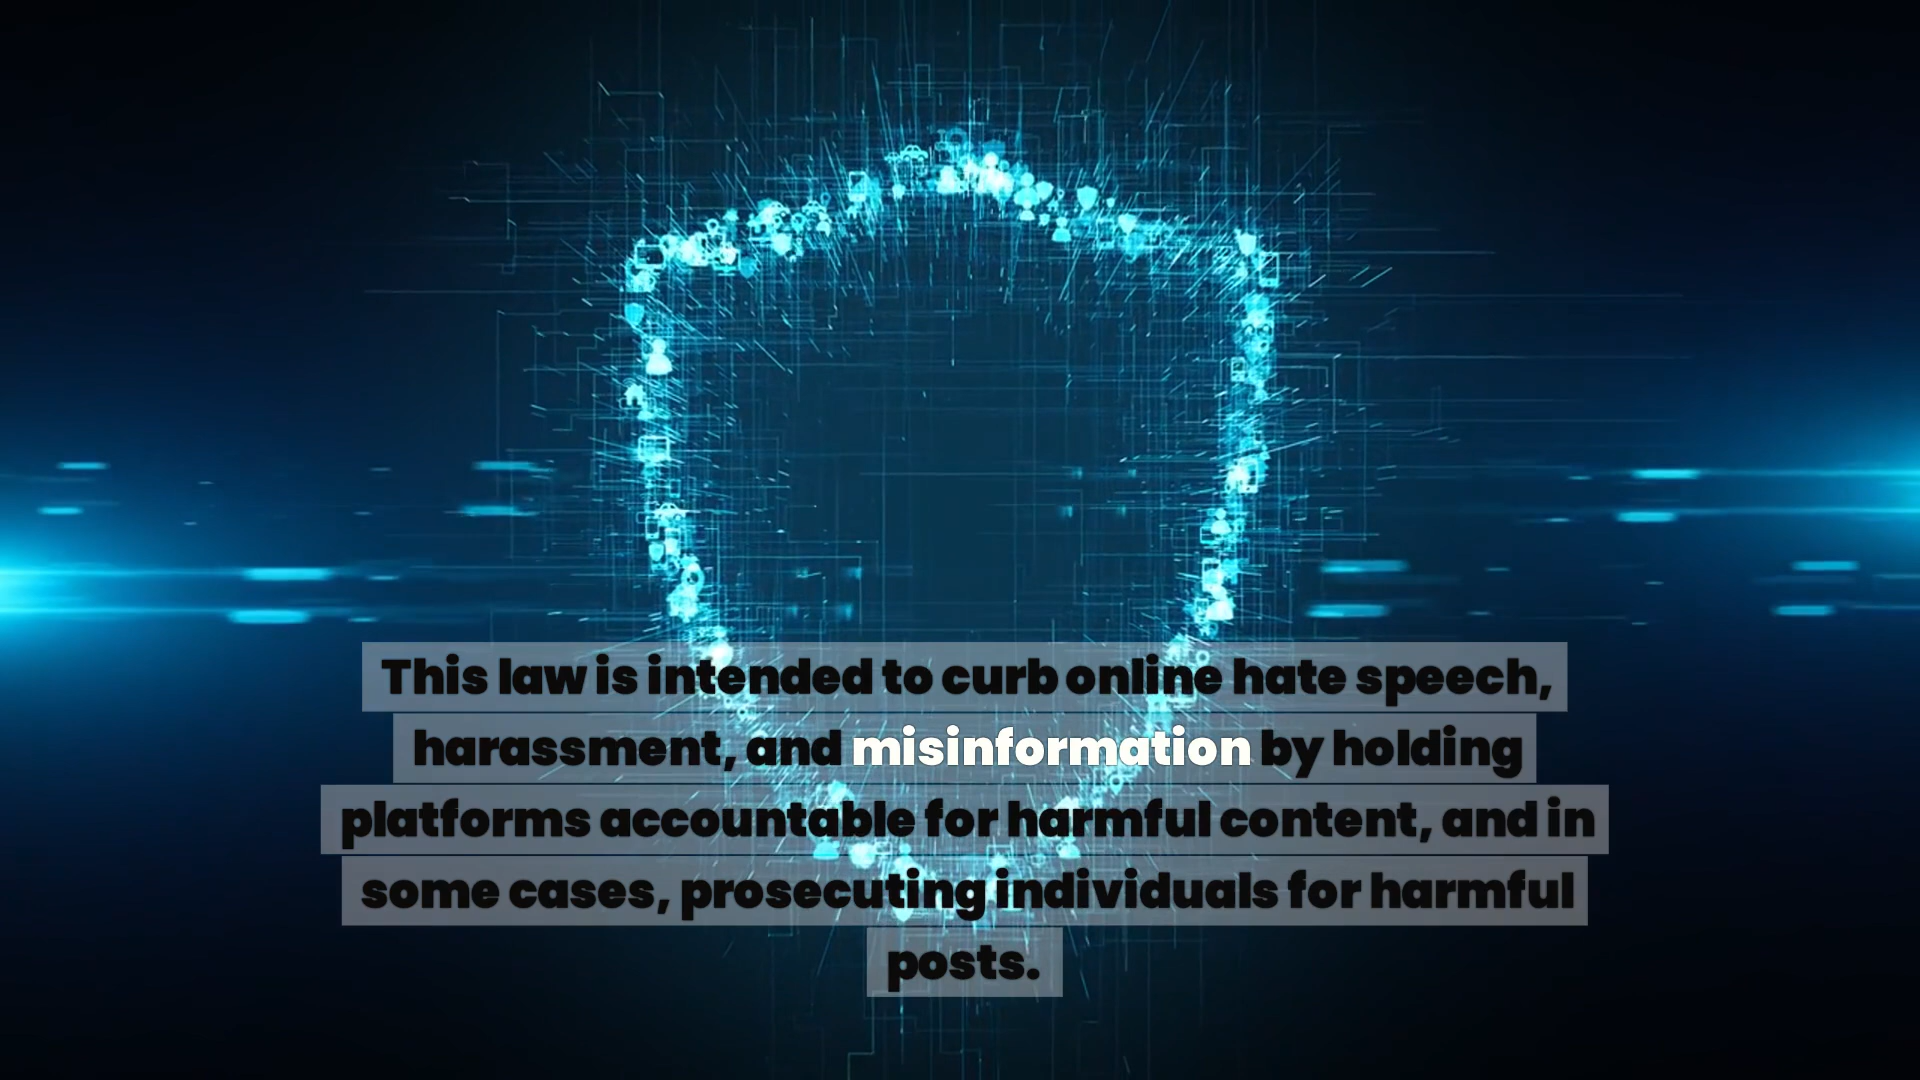 This law is intended to curb online hate speech,
harassment, and misinformation by holding
platforms accountable for harmful content, and in
some cases, prosecuting individuals for harmful
posts.